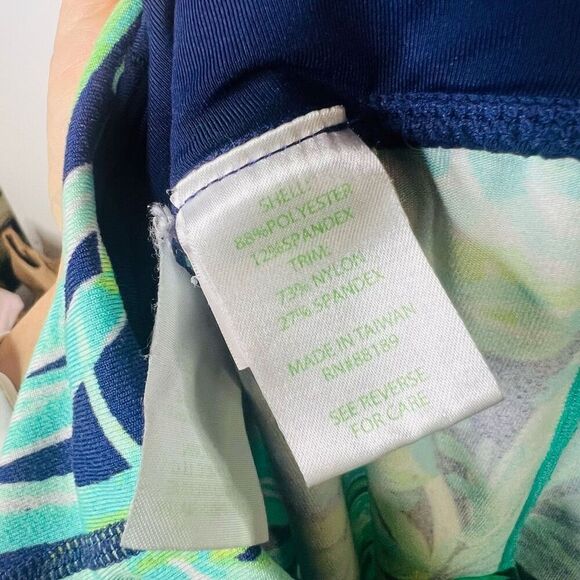 SHELL:
88%POLYESTER
12%SPANDEX
TRIM:
73% NYLON
27% SPANDEX
MADE IN TAIWAN
RN#88189
SEE REVERSE
FOR CARE